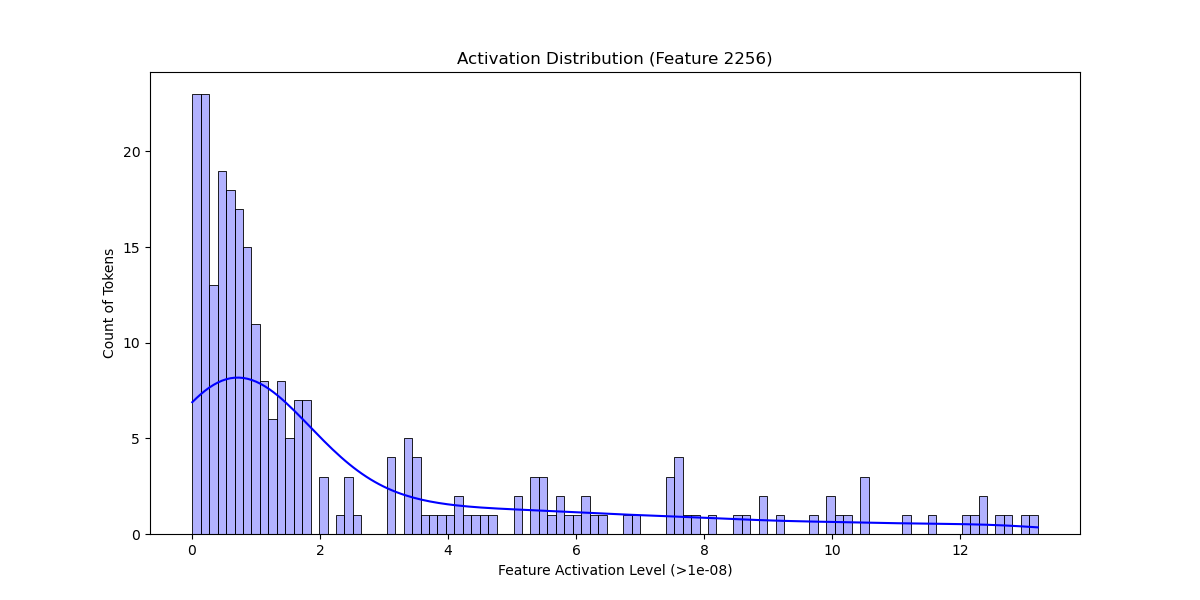 Activation Distribution (Feature 2256)
Count of Tokens
20
15
10
5
0
0 2 4 6 8 10 12
Feature Activation Level (>1e-08)